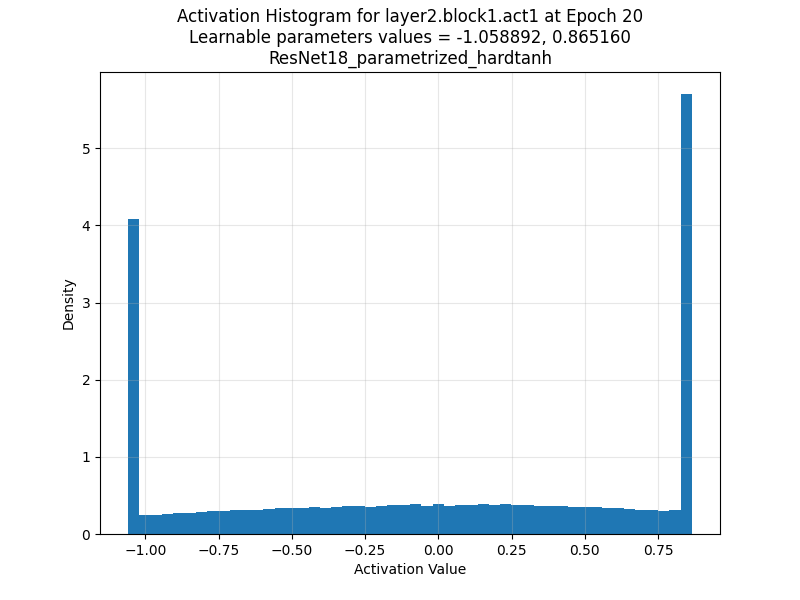 Activation Histogram for layer2.block1.act1 at Epoch 20
Learnable parameters values = -1.058892, 0.865160
ResNet18_parametrized_hardtanh
Density
5
4
3
2
1
0
−1.00 −0.75 −0.50 −0.25 0.00 0.25 0.50 0.75
Activation Value